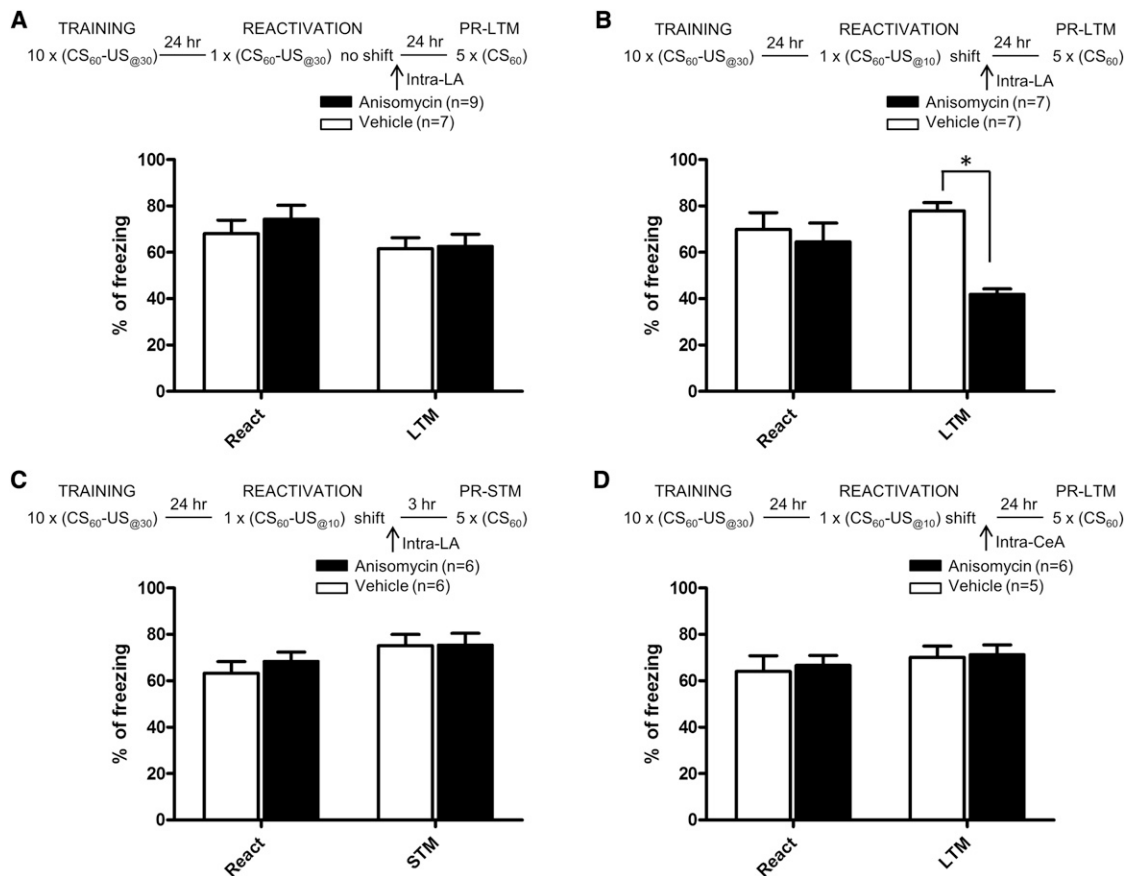 A
TRAINING 24 hr REACTIVATION 24 hr PR-LTM
10 x (CS60-US@30) 1 x (CS60-US@30) no shift 5 x (CS60)
Intra-LA
Anisomycin (n=9)
Vehicle (n=7)
% of freezing
100
80
60
40
20
0
React LTM
B
TRAINING 24 hr REACTIVATION 24 hr PR-LTM
10 x (CS60-US@30) 1 x (CS60-US@10) shift 5 x (CS60)
Intra-LA
Anisomycin (n=7)
Vehicle (n=7)
% of freezing
100
80
60
40
20
0
*
React LTM
C
TRAINING 24 hr REACTIVATION 3 hr PR-STM
10 x (CS60-US@30) 1 x (CS60-US@10) shift 5 x (CS60)
Intra-LA
Anisomycin (n=6)
Vehicle (n=6)
% of freezing
100
80
60
40
20
0
React STM
D
TRAINING 24 hr REACTIVATION 24 hr PR-LTM
10 x (CS60-US@30) 1 x (CS60-US@10) shift 5 x (CS60)
Intra-CeA
Anisomycin (n=6)
Vehicle (n=5)
% of freezing
100
80
60
40
20
0
React LTM